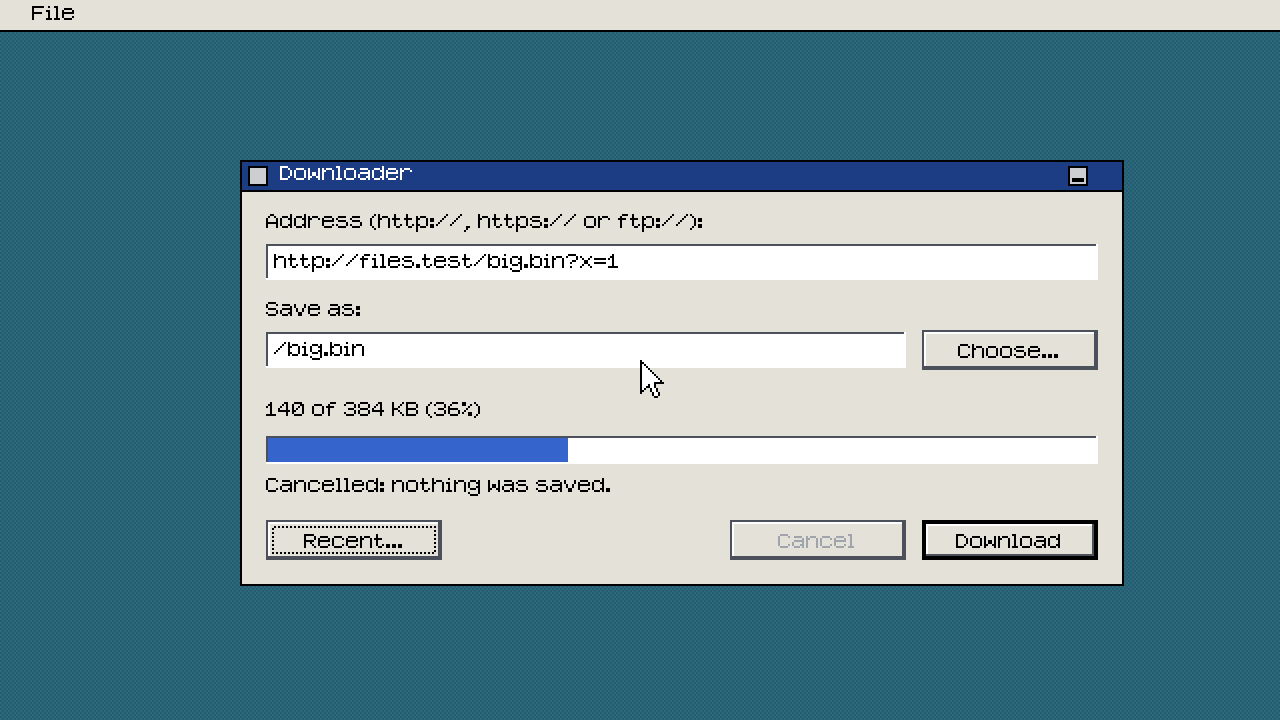 File
Downloader
Address (http://, https:// or ftp://):
http://files.test/big.bin?x=1
Save as:
/big.bin
Choose...
140 of 384 KB (36%)
Cancelled: nothing was saved.
Recent...
Cancel
Download